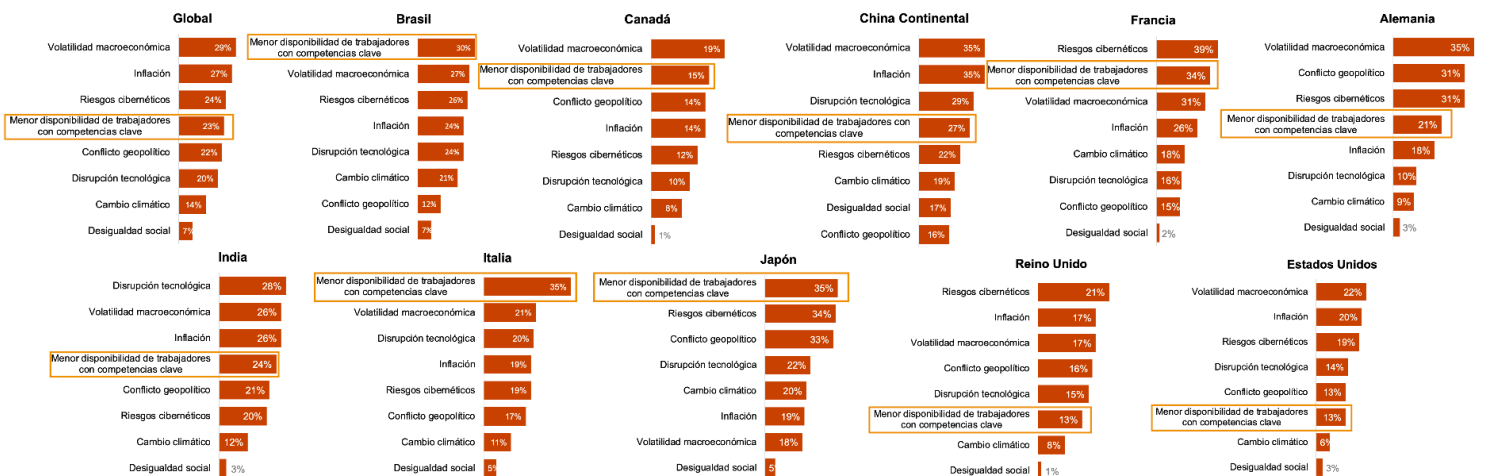 Global
Volatilidad macroeconómica 29%
Inflación 27%
Riesgos cibernéticos 24%
Menor disponibilidad de trabajadores
con competencias clave 23%
Conflicto geopolítico 22%
Disrupción tecnológica 20%
Cambio climático 14%
Desigualdad social 7%
Brasil
Menor disponibilidad de trabajadores
con competencias clave 30%
Volatilidad macroeconómica 27%
Riesgos cibernéticos 26%
Inflación 24%
Disrupción tecnológica 24%
Cambio climático 21%
Conflicto geopolítico 12%
Desigualdad social 7%
Canadá
Volatilidad macroeconómica 19%
Menor disponibilidad de trabajadores
con competencias clave 15%
Conflicto geopolítico 14%
Inflación 14%
Riesgos cibernéticos 12%
Disrupción tecnológica 10%
Cambio climático 8%
Desigualdad social 1%
China Continental
Volatilidad macroeconómica 35%
Inflación 35%
Disrupción tecnológica 29%
Menor disponibilidad de trabajadores con
competencias clave 27%
Riesgos cibernéticos 22%
Cambio climático 19%
Desigualdad social 17%
Conflicto geopolítico 16%
Francia
Riesgos cibernéticos 39%
Menor disponibilidad de trabajadores
con competencias clave 34%
Volatilidad macroeconómica 31%
Inflación 26%
Cambio climático 18%
Disrupción tecnológica 16%
Conflicto geopolítico 15%
Desigualdad social 2%
Alemania
Volatilidad macroeconómica 35%
Conflicto geopolítico 31%
Riesgos cibernéticos 31%
Menor disponibilidad de trabajadores
con competencias clave 21%
Inflación 18%
Disrupción tecnológica 10%
Cambio climático 9%
Desigualdad social 3%
India
Disrupción tecnológica 28%
Volatilidad macroeconómica 26%
Inflación 26%
Menor disponibilidad de trabajadores
con competencias clave 24%
Conflicto geopolítico 21%
Riesgos cibernéticos 20%
Cambio climático 12%
Desigualdad social 3%
Italia
Menor disponibilidad de trabajadores
con competencias clave 35%
Volatilidad macroeconómica 21%
Disrupción tecnológica 20%
Inflación 19%
Riesgos cibernéticos 19%
Conflicto geopolítico 17%
Cambio climático 11%
Desigualdad social 5%
Japón
Menor disponibilidad de trabajadores
con competencias clave 35%
Riesgos cibernéticos 34%
Conflicto geopolítico 33%
Disrupción tecnológica 22%
Cambio climático 20%
Inflación 19%
Volatilidad macroeconómica 18%
Desigualdad social 5
Reino Unido
Riesgos cibernéticos 21%
Inflación 17%
Volatilidad macroeconómica 17%
Conflicto geopolítico 16%
Disrupción tecnológica 15%
Menor disponibilidad de trabajadores
con competencias clave 13%
Cambio climático 8%
Desigualdad social 1%
Estados Unidos
Volatilidad macroeconómica 22%
Inflación 20%
Riesgos cibernéticos 19%
Disrupción tecnológica 14%
Conflicto geopolítico 13%
Menor disponibilidad de trabajadores
con competencias clave 13%
Cambio climático 6%
Desigualdad social 3%